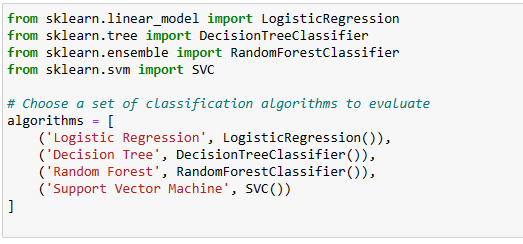 from sklearn.linear_model import LogisticRegression
from sklearn.tree import DecisionTreeClassifier
from sklearn.ensemble import RandomForestClassifier
from sklearn.svm import SVC

# Choose a set of classification algorithms to evaluate
algorithms = [
    ('Logistic Regression', LogisticRegression()),
    ('Decision Tree', DecisionTreeClassifier()),
    ('Random Forest', RandomForestClassifier()),
    ('Support Vector Machine', SVC())
]